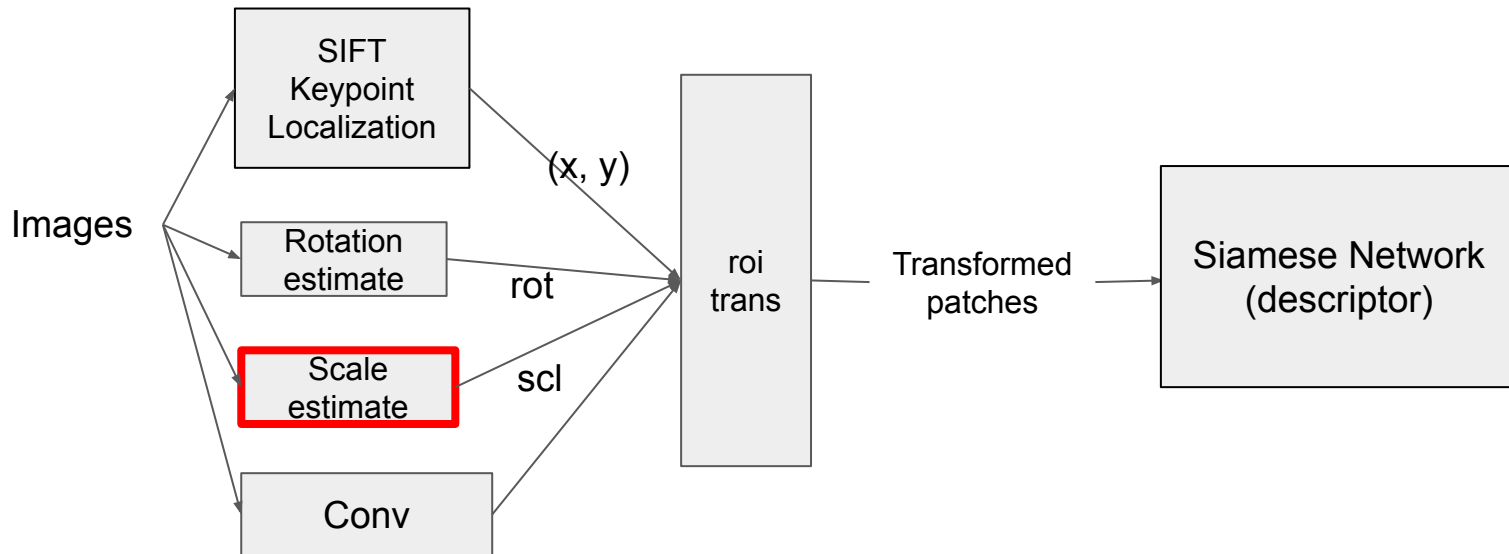 Images
SIFT
Keypoint
Localization
(x, y)
Rotation
estimate
rot
Scale
estimate
scl
Conv
roi
trans
Transformed
patches
Siamese Network
(descriptor)